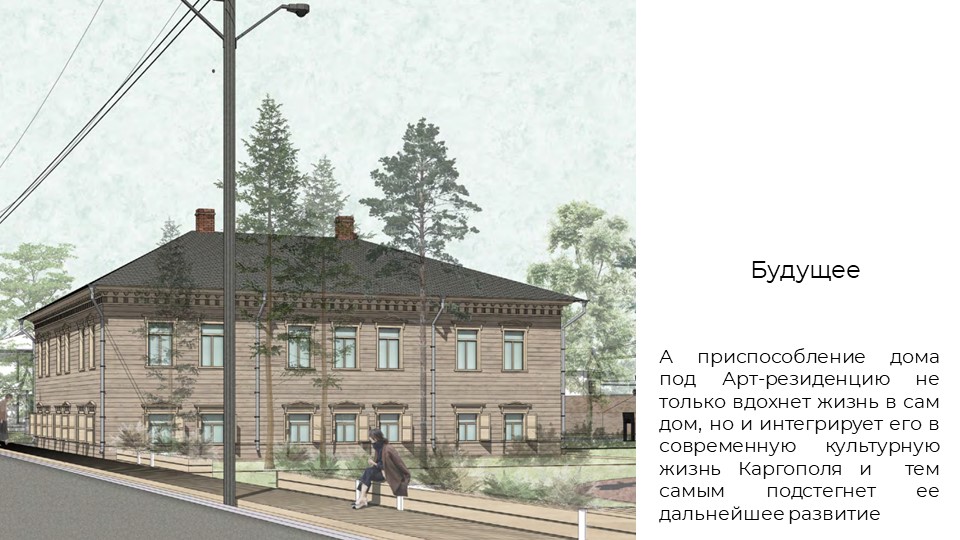 Будущее
А приспособление дома
под Арт-резиденцию не
только вдохнет жизнь в сам
дом, но и интегрирует его в
современную культурную
жизнь Каргополя и тем
самым подстегнет ее
дальнейшее развитие